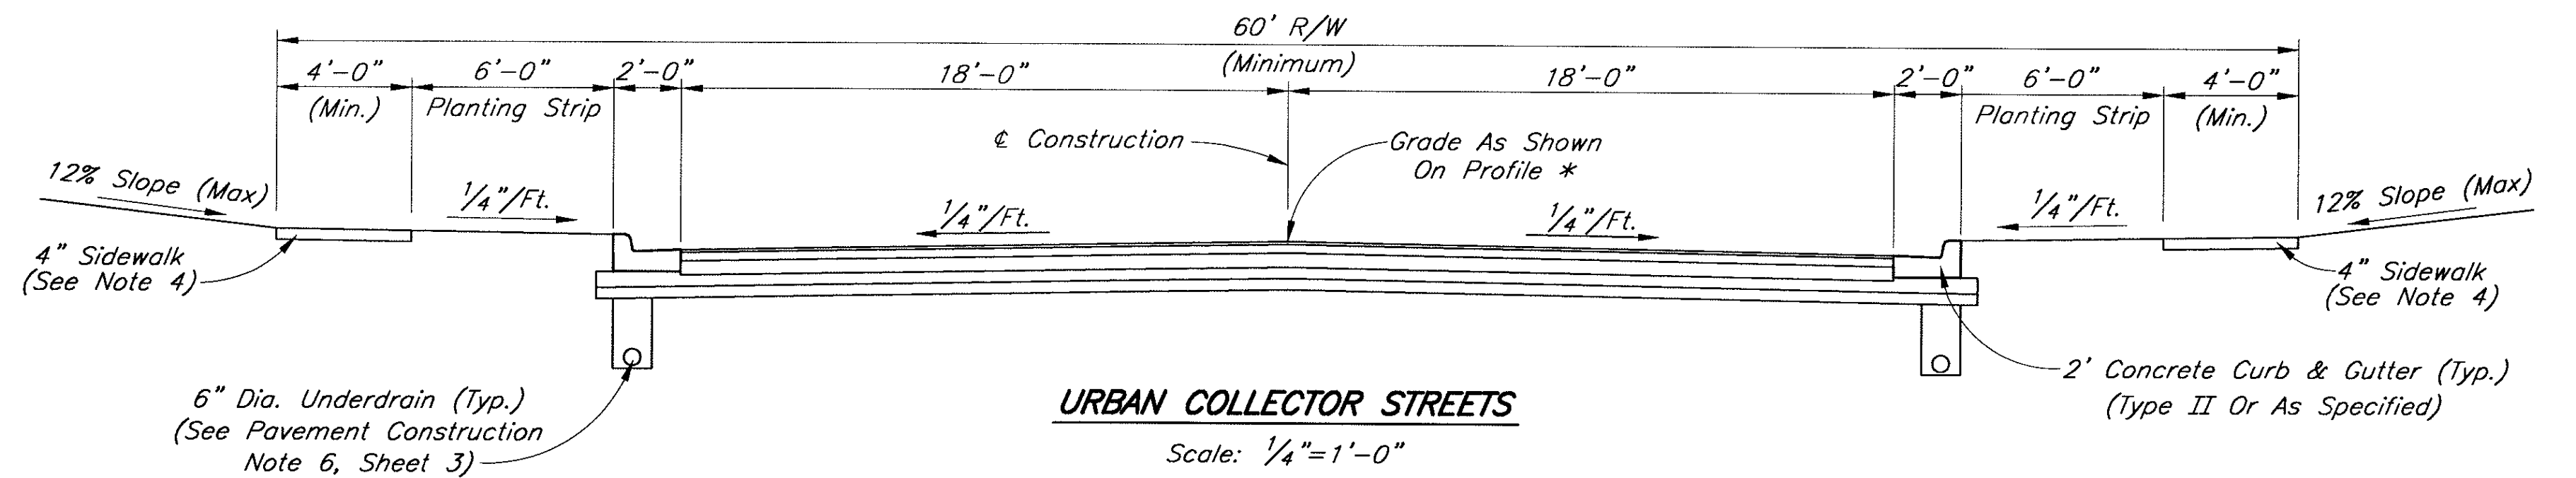 60' R/W
(Minimum)
4'-0"
(Min.)
6'-0"
Planting Strip
2'-0"
18'-0"
18'-0"
2'-0"
6'-0"
Planting Strip
4'-0"
(Min.)
℄ Construction
Grade As Shown
On Profile *
12% Slope (Max)
1/4"/Ft.
1/4"/Ft.
1/4"/Ft.
1/4"/Ft.
12% Slope (Max)
4" Sidewalk
(See Note 4)
4" Sidewalk
(See Note 4)
6" Dia. Underdrain (Typ.)
(See Pavement Construction
Note 6, Sheet 3)
2' Concrete Curb & Gutter (Typ.)
(Type II Or As Specified)
URBAN COLLECTOR STREETS
Scale: 1/4"=1'-0"